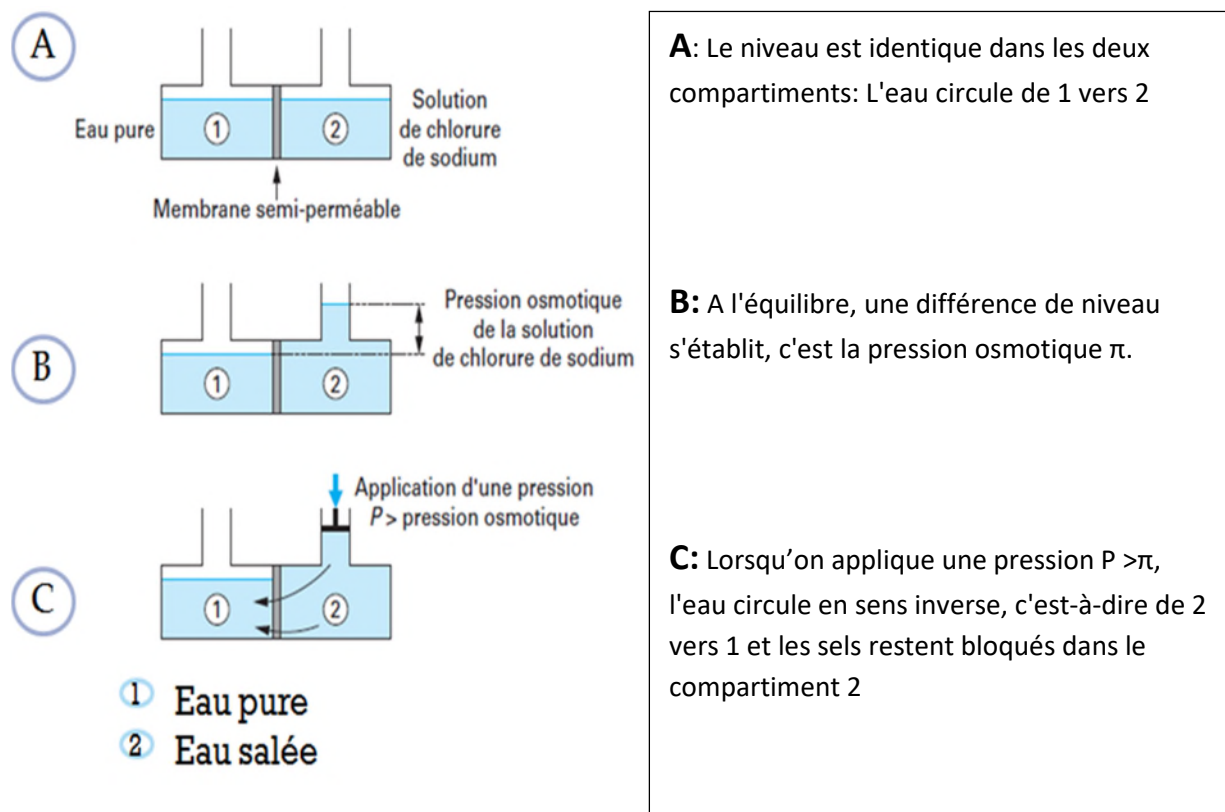 A
Eau pure
1
2
Solution
de chlorure
de sodium
Membrane semi-perméable
A: Le niveau est identique dans les deux
compartiments: L'eau circule de 1 vers 2
B
1
2
Pression osmotique
de la solution
de chlorure de sodium
B: A l'équilibre, une différence de niveau
s'établit, c'est la pression osmotique π.
C
1
2
Application d'une pression
P > pression osmotique
C: Lorsqu’on applique une pression P >π,
l'eau circule en sens inverse, c'est-à-dire de 2
vers 1 et les sels restent bloqués dans le
compartiment 2
1 Eau pure
2 Eau salée